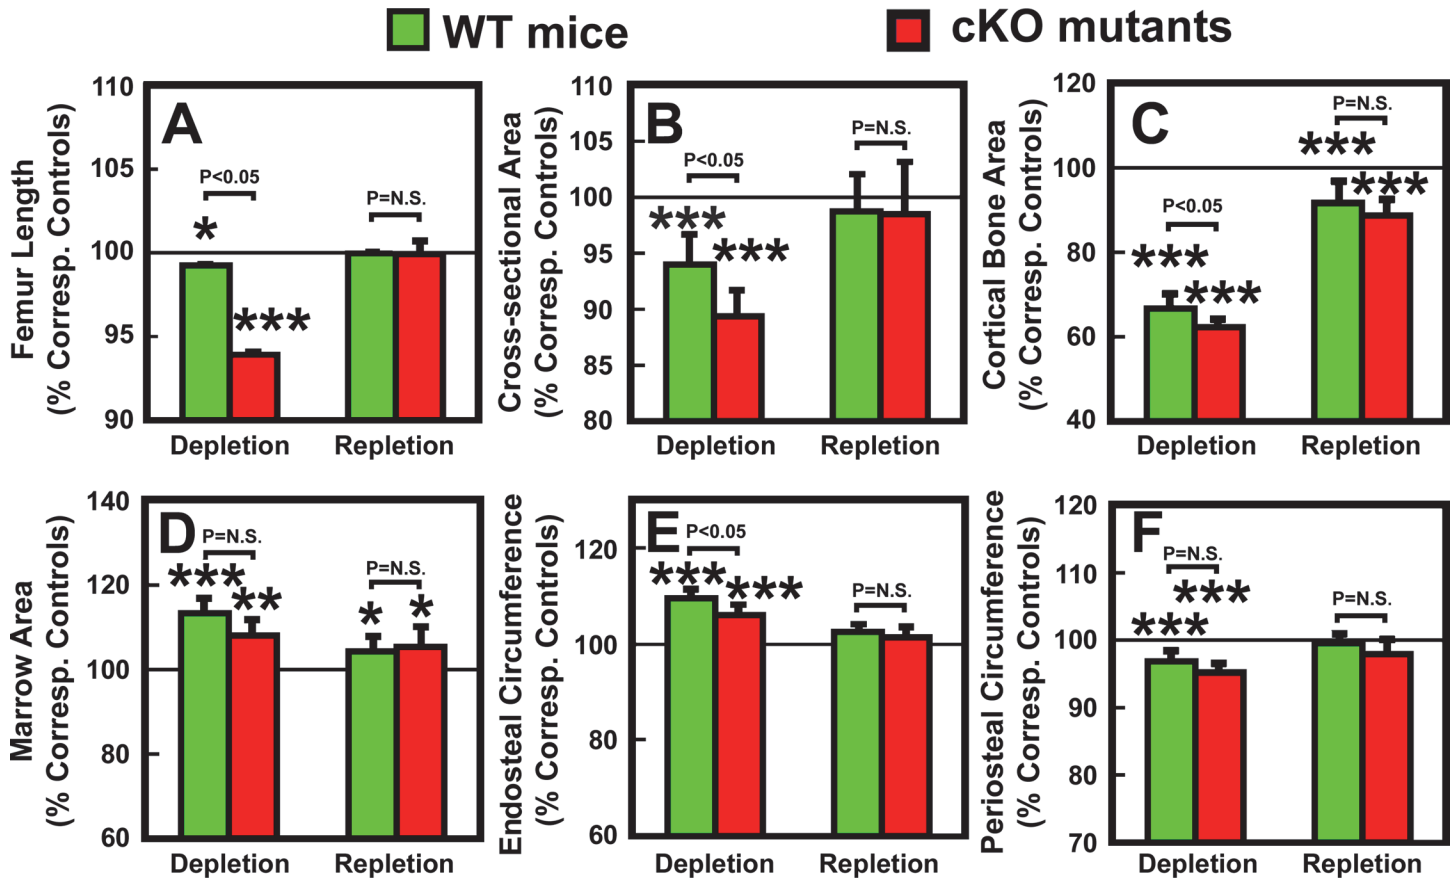 WT mice
cKO mutants
A
Femur Length
(% Corresp. Controls)
110
105
100
95
90
P<0.05
*
***
P=N.S.
Depletion
Repletion
B
Cross-sectional Area
(% Corresp. Controls)
110
105
100
95
90
85
80
P<0.05
***
***
P=N.S.
Depletion
Repletion
C
Cortical Bone Area
(% Corresp. Controls)
120
100
80
60
40
P<0.05
***
***
P=N.S.
***
***
Depletion
Repletion
D
Marrow Area
(% Corresp. Controls)
140
120
100
80
60
P=N.S.
***
**
P=N.S.
*
*
Depletion
Repletion
E
Endosteal Circumference
(% Corresp. Controls)
120
100
80
60
P<0.05
***
***
P=N.S.
Depletion
Repletion
F
Periosteal Circumference
(% Corresp. Controls)
120
110
100
90
80
70
P=N.S.
***
***
P=N.S.
Depletion
Repletion